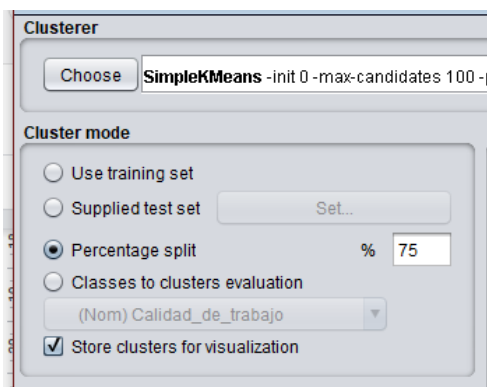 Clusterer
Choose SimpleKMeans -init 0 -max-candidates 100 -
Cluster mode
Use training set
Supplied test set Set...
Percentage split % 75
Classes to clusters evaluation
(Nom) Calidad_de_trabajo
Store clusters for visualization